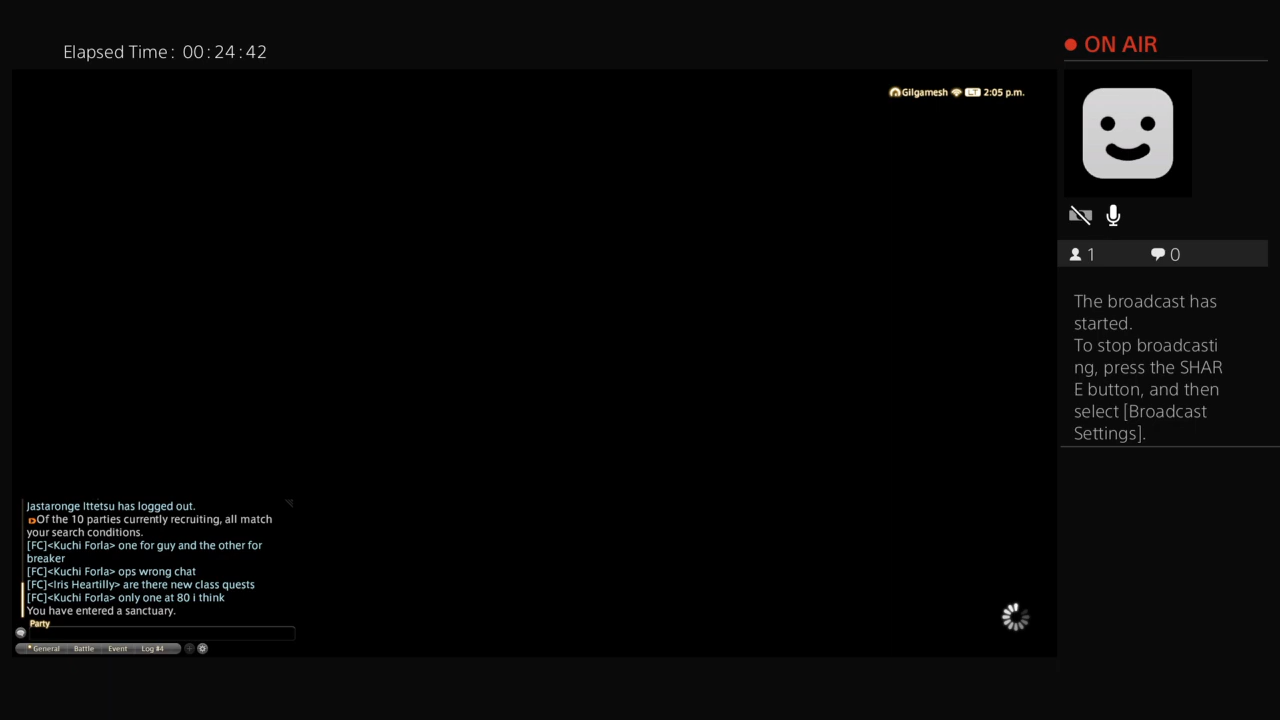 Elapsed Time: 00:24:42
ON AIR
Gilgamesh LT 2:05 p.m.
1 0
The broadcast has
started.
To stop broadcasti
ng, press the SHAR
E button, and then
select [Broadcast
Settings].
Jastaronge Ittetsu has logged out.
Of the 10 parties currently recruiting, all match
your search conditions.
[FC]<Kuchi Forla> one for guy and the other for
breaker
[FC]<Kuchi Forla> ops wrong chat
[FC]<Iris Heartilly> are there new class quests
[FC]<Kuchi Forla> only one at 80 i think
You have entered a sanctuary.
Party
General Battle Event Log #4